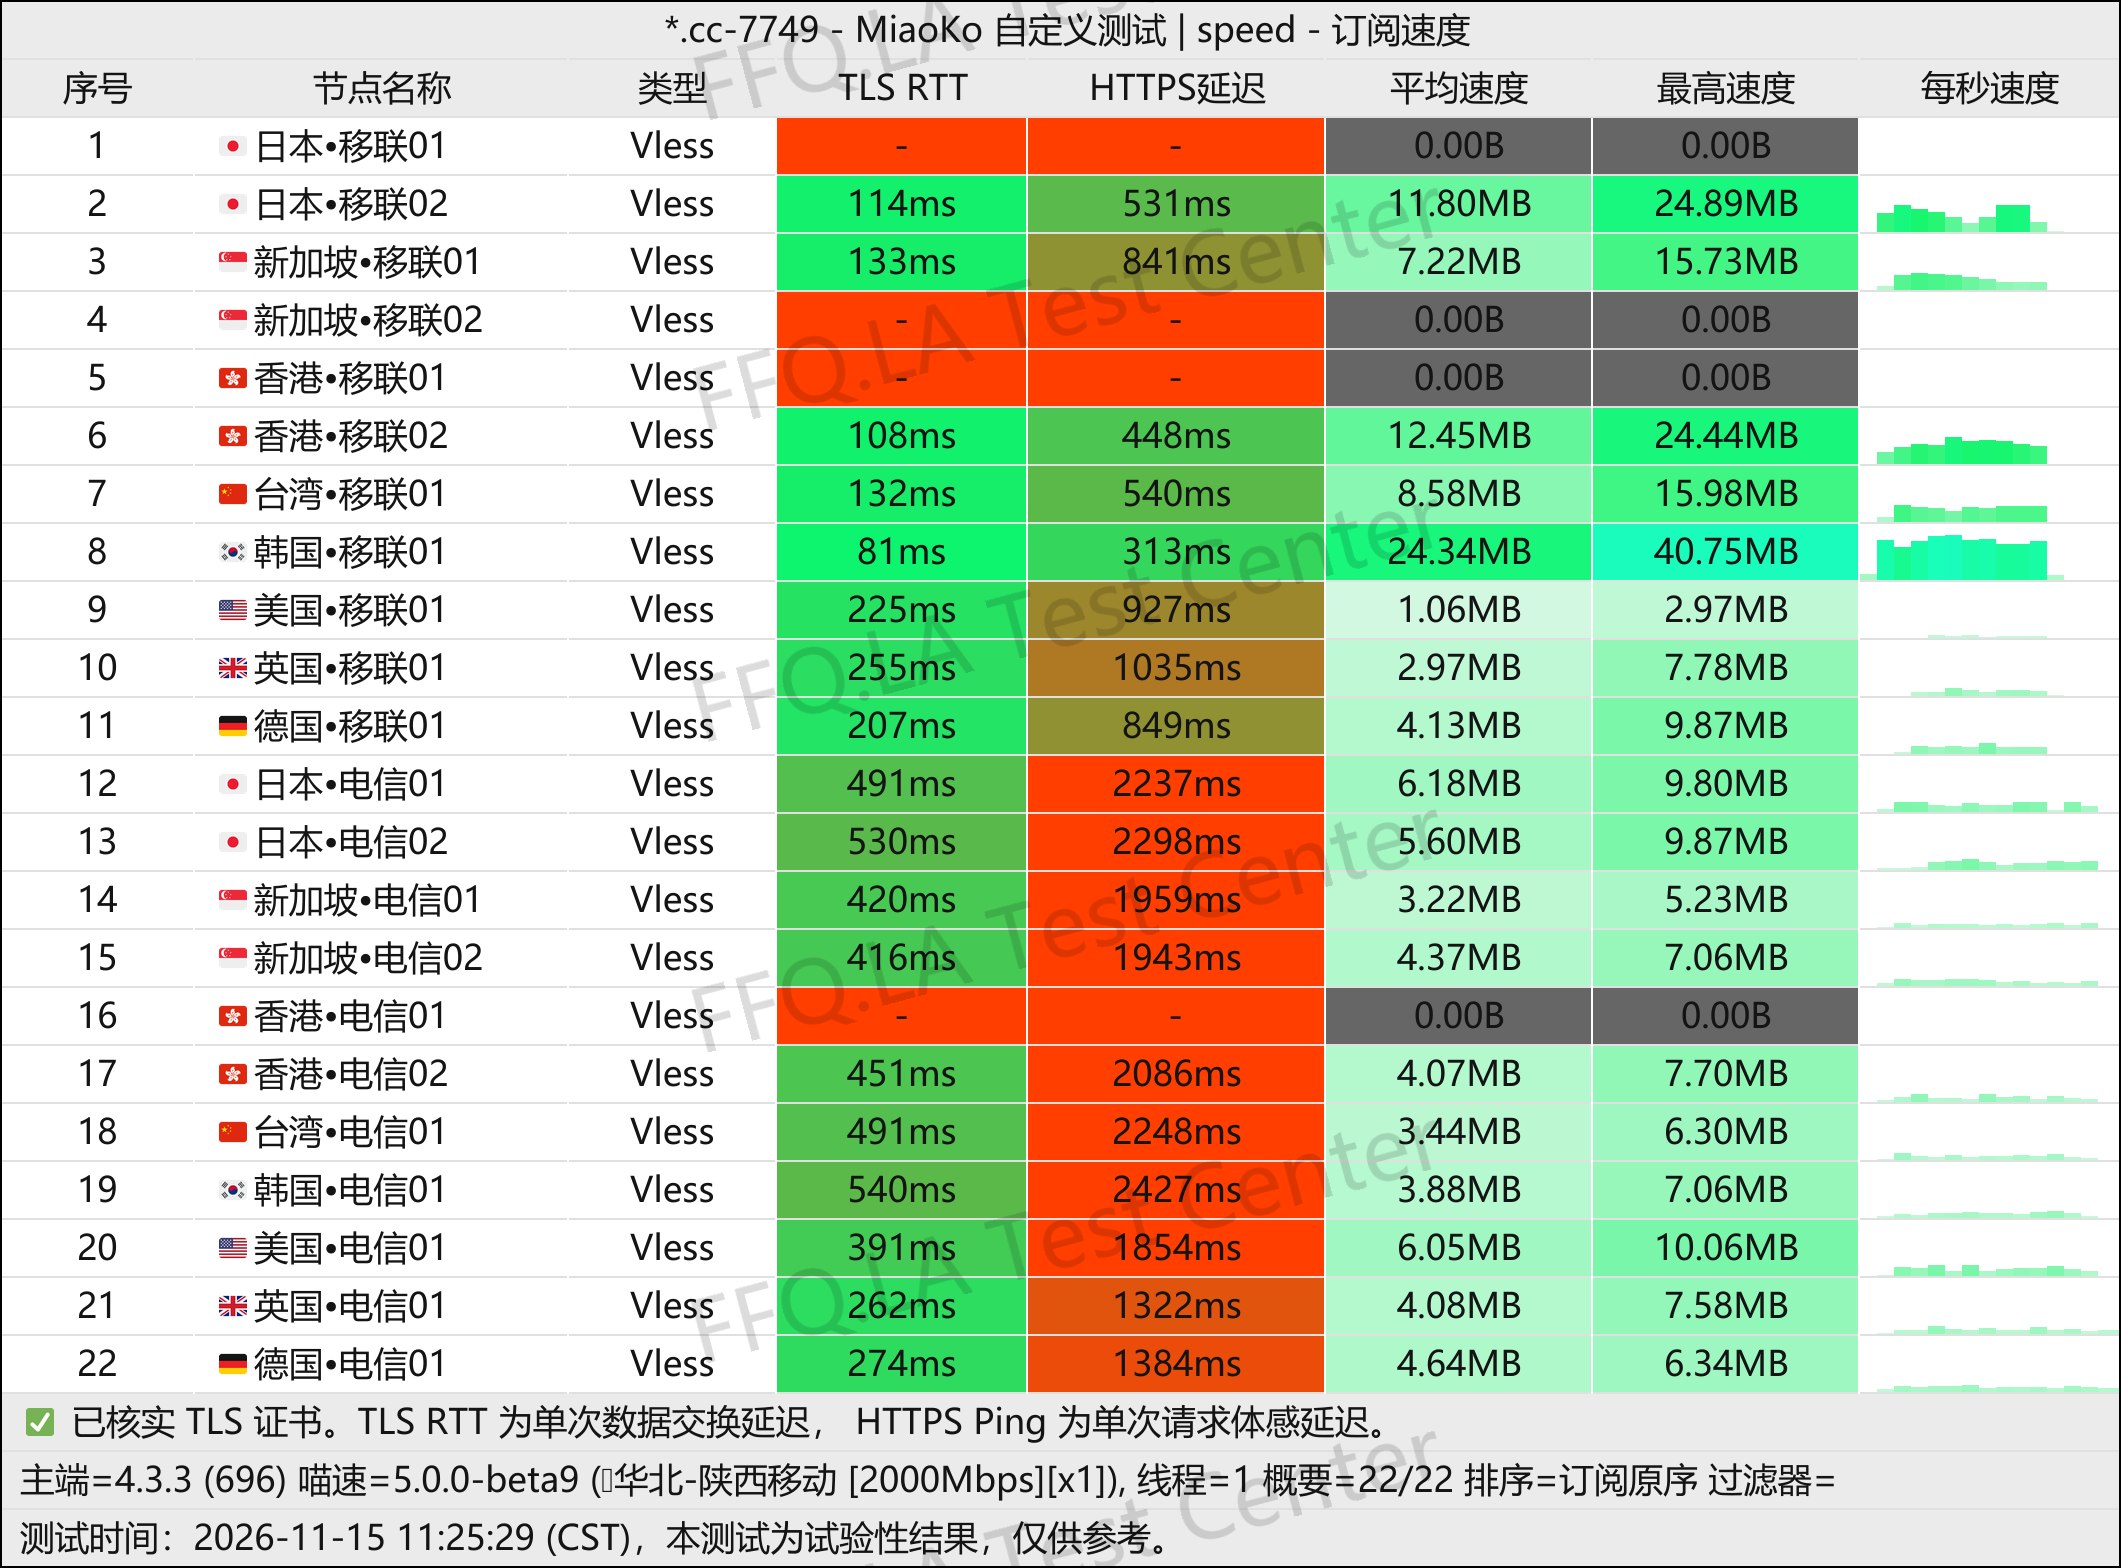 *.cc-7749 - MiaoKo 自定义测试 | speed - 订阅速度
序号 节点名称 类型 TLS RTT HTTPS延迟 平均速度 最高速度 每秒速度
1 日本•移联01 Vless - - 0.00B 0.00B
2 日本•移联02 Vless 114ms 531ms 11.80MB 24.89MB
3 新加坡•移联01 Vless 133ms 841ms 7.22MB 15.73MB
4 新加坡•移联02 Vless - - 0.00B 0.00B
5 香港•移联01 Vless - - 0.00B 0.00B
6 香港•移联02 Vless 108ms 448ms 12.45MB 24.44MB
7 台湾•移联01 Vless 132ms 540ms 8.58MB 15.98MB
8 韩国•移联01 Vless 81ms 313ms 24.34MB 40.75MB
9 美国•移联01 Vless 225ms 927ms 1.06MB 2.97MB
10 英国•移联01 Vless 255ms 1035ms 2.97MB 7.78MB
11 德国•移联01 Vless 207ms 849ms 4.13MB 9.87MB
12 日本•电信01 Vless 491ms 2237ms 6.18MB 9.80MB
13 日本•电信02 Vless 530ms 2298ms 5.60MB 9.87MB
14 新加坡•电信01 Vless 420ms 1959ms 3.22MB 5.23MB
15 新加坡•电信02 Vless 416ms 1943ms 4.37MB 7.06MB
16 香港•电信01 Vless - - 0.00B 0.00B
17 香港•电信02 Vless 451ms 2086ms 4.07MB 7.70MB
18 台湾•电信01 Vless 491ms 2248ms 3.44MB 6.30MB
19 韩国•电信01 Vless 540ms 2427ms 3.88MB 7.06MB
20 美国•电信01 Vless 391ms 1854ms 6.05MB 10.06MB
21 英国•电信01 Vless 262ms 1322ms 4.08MB 7.58MB
22 德国•电信01 Vless 274ms 1384ms 4.64MB 6.34MB
✅ 已核实 TLS 证书。TLS RTT 为单次数据交换延迟， HTTPS Ping 为单次请求体感延迟。
主端=4.3.3 (696) 喵速=5.0.0-beta9 (华北-陕西移动 [2000Mbps][x1]), 线程=1 概要=22/22 排序=订阅原序 过滤器=
测试时间：2026-11-15 11:25:29 (CST)，本测试为试验性结果，仅供参考。
FFQ.LA Test Center
FFQ.LA Test Center
FFQ.LA Test Center
FFQ.LA Test Center
FFQ.LA Test Center